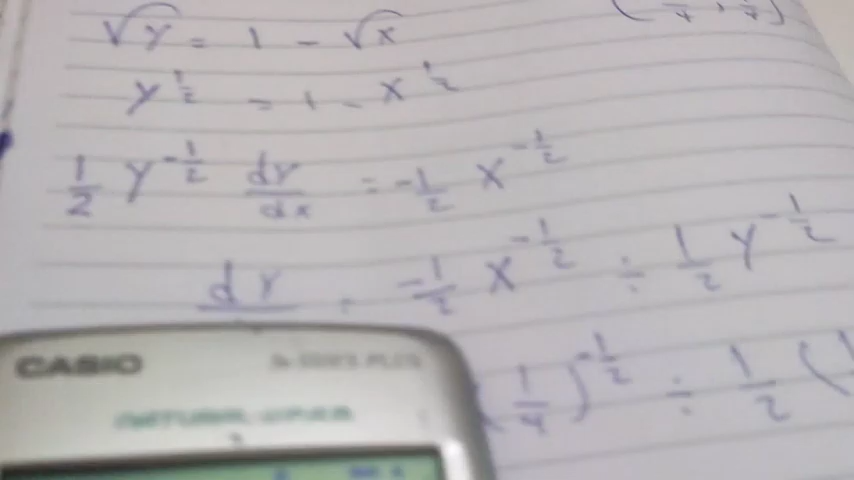 √y = 1 - √x
y^½ = 1 - x^½
1/2 y^-1/2 dy/dx = -1/2 x^-1/2
dy = -1/2 x^-1/2 ÷ 1/2 y^-1/2
(1/4)^-1/2 ÷ 1/2 (
CASIO